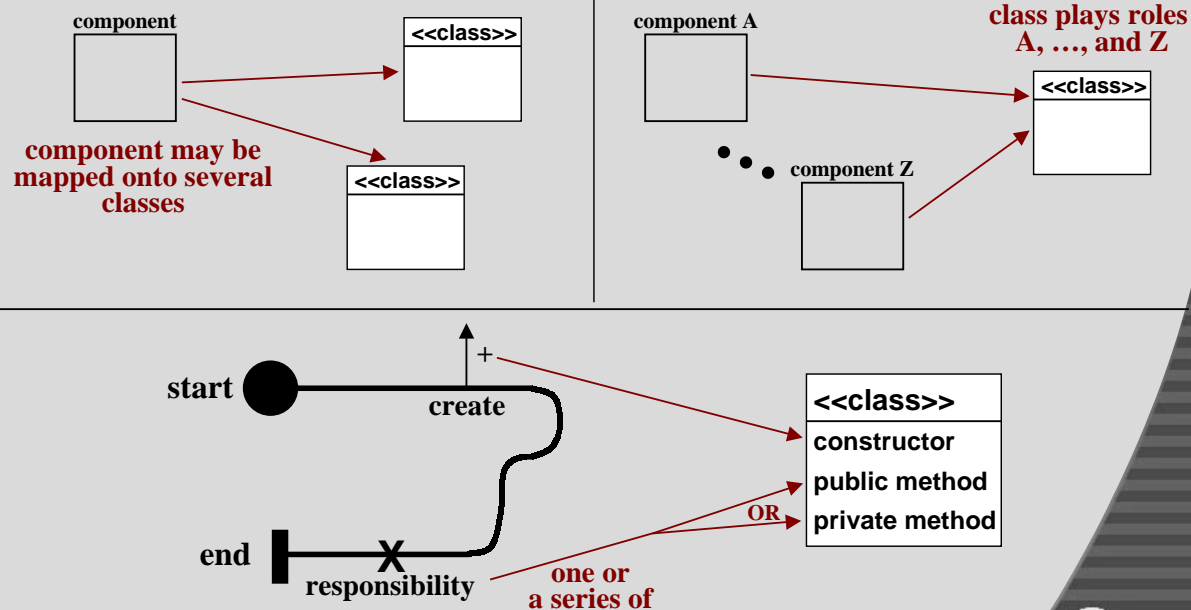 component
<<class>>
component may be
mapped onto several
classes
<<class>>
component A
class plays roles
A, …, and Z
<<class>>
component Z
start
+
create
<<class>>
constructor
public method
private method
OR
end
X
responsibility
one or
a series of